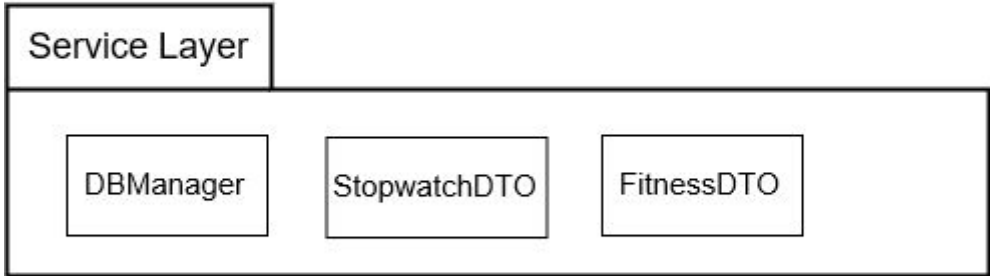 Service Layer
DBManager
StopwatchDTO
FitnessDTO